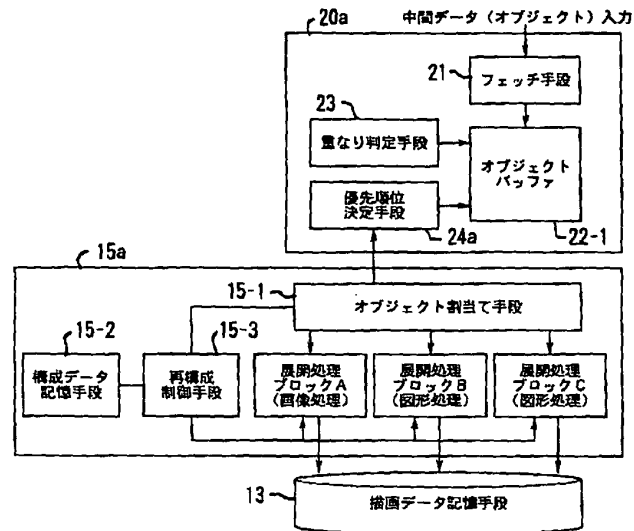 20a
中間データ（オブジェクト）入力
21
フェッチ手段
23
重なり判定手段
オブジェクト
バッファ
優先順位
決定手段
24a
22-1
15a
15-1
オブジェクト割当て手段
15-2
15-3
構成データ
記憶手段
再構成
制御手段
展開処理
ブロックA
（画像処理）
展開処理
ブロックB
（図形処理）
展開処理
ブロックC
（図形処理）
13
描画データ記憶手段